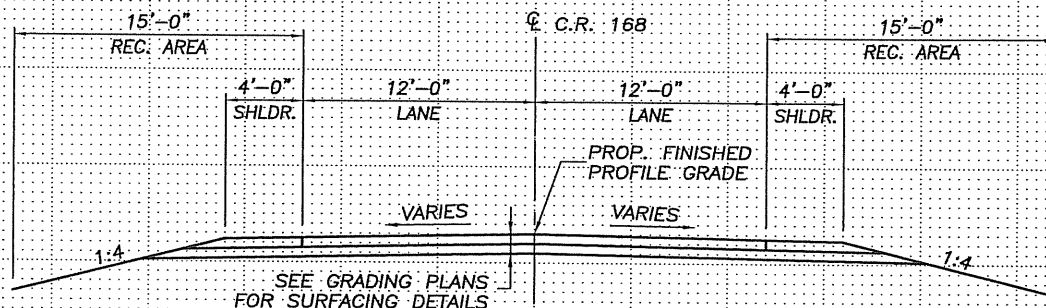 15'-0"
REC. AREA
℄ C.R. 168
15'-0"
REC. AREA
4'-0"
SHLDR.
12'-0"
LANE
12'-0"
LANE
4'-0"
SHLDR.
PROP. FINISHED
PROFILE GRADE
VARIES
VARIES
1:4
1:4
SEE GRADING PLANS
FOR SURFACING DETAILS